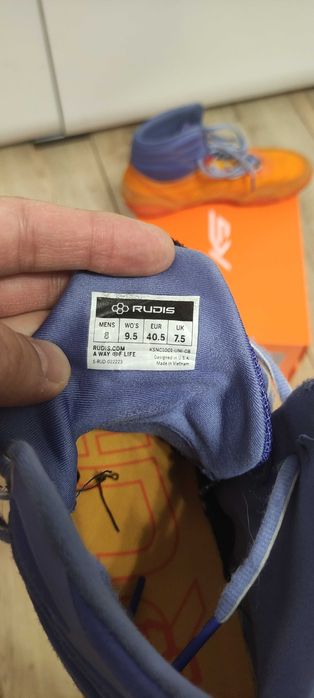 RUDIS
MENS WO'S EUR UK
8 9.5 40.5 7.5
RUDIS.COM
A WAY OF LIFE
Designed in U.S.A.
Made in Vietnam
KS